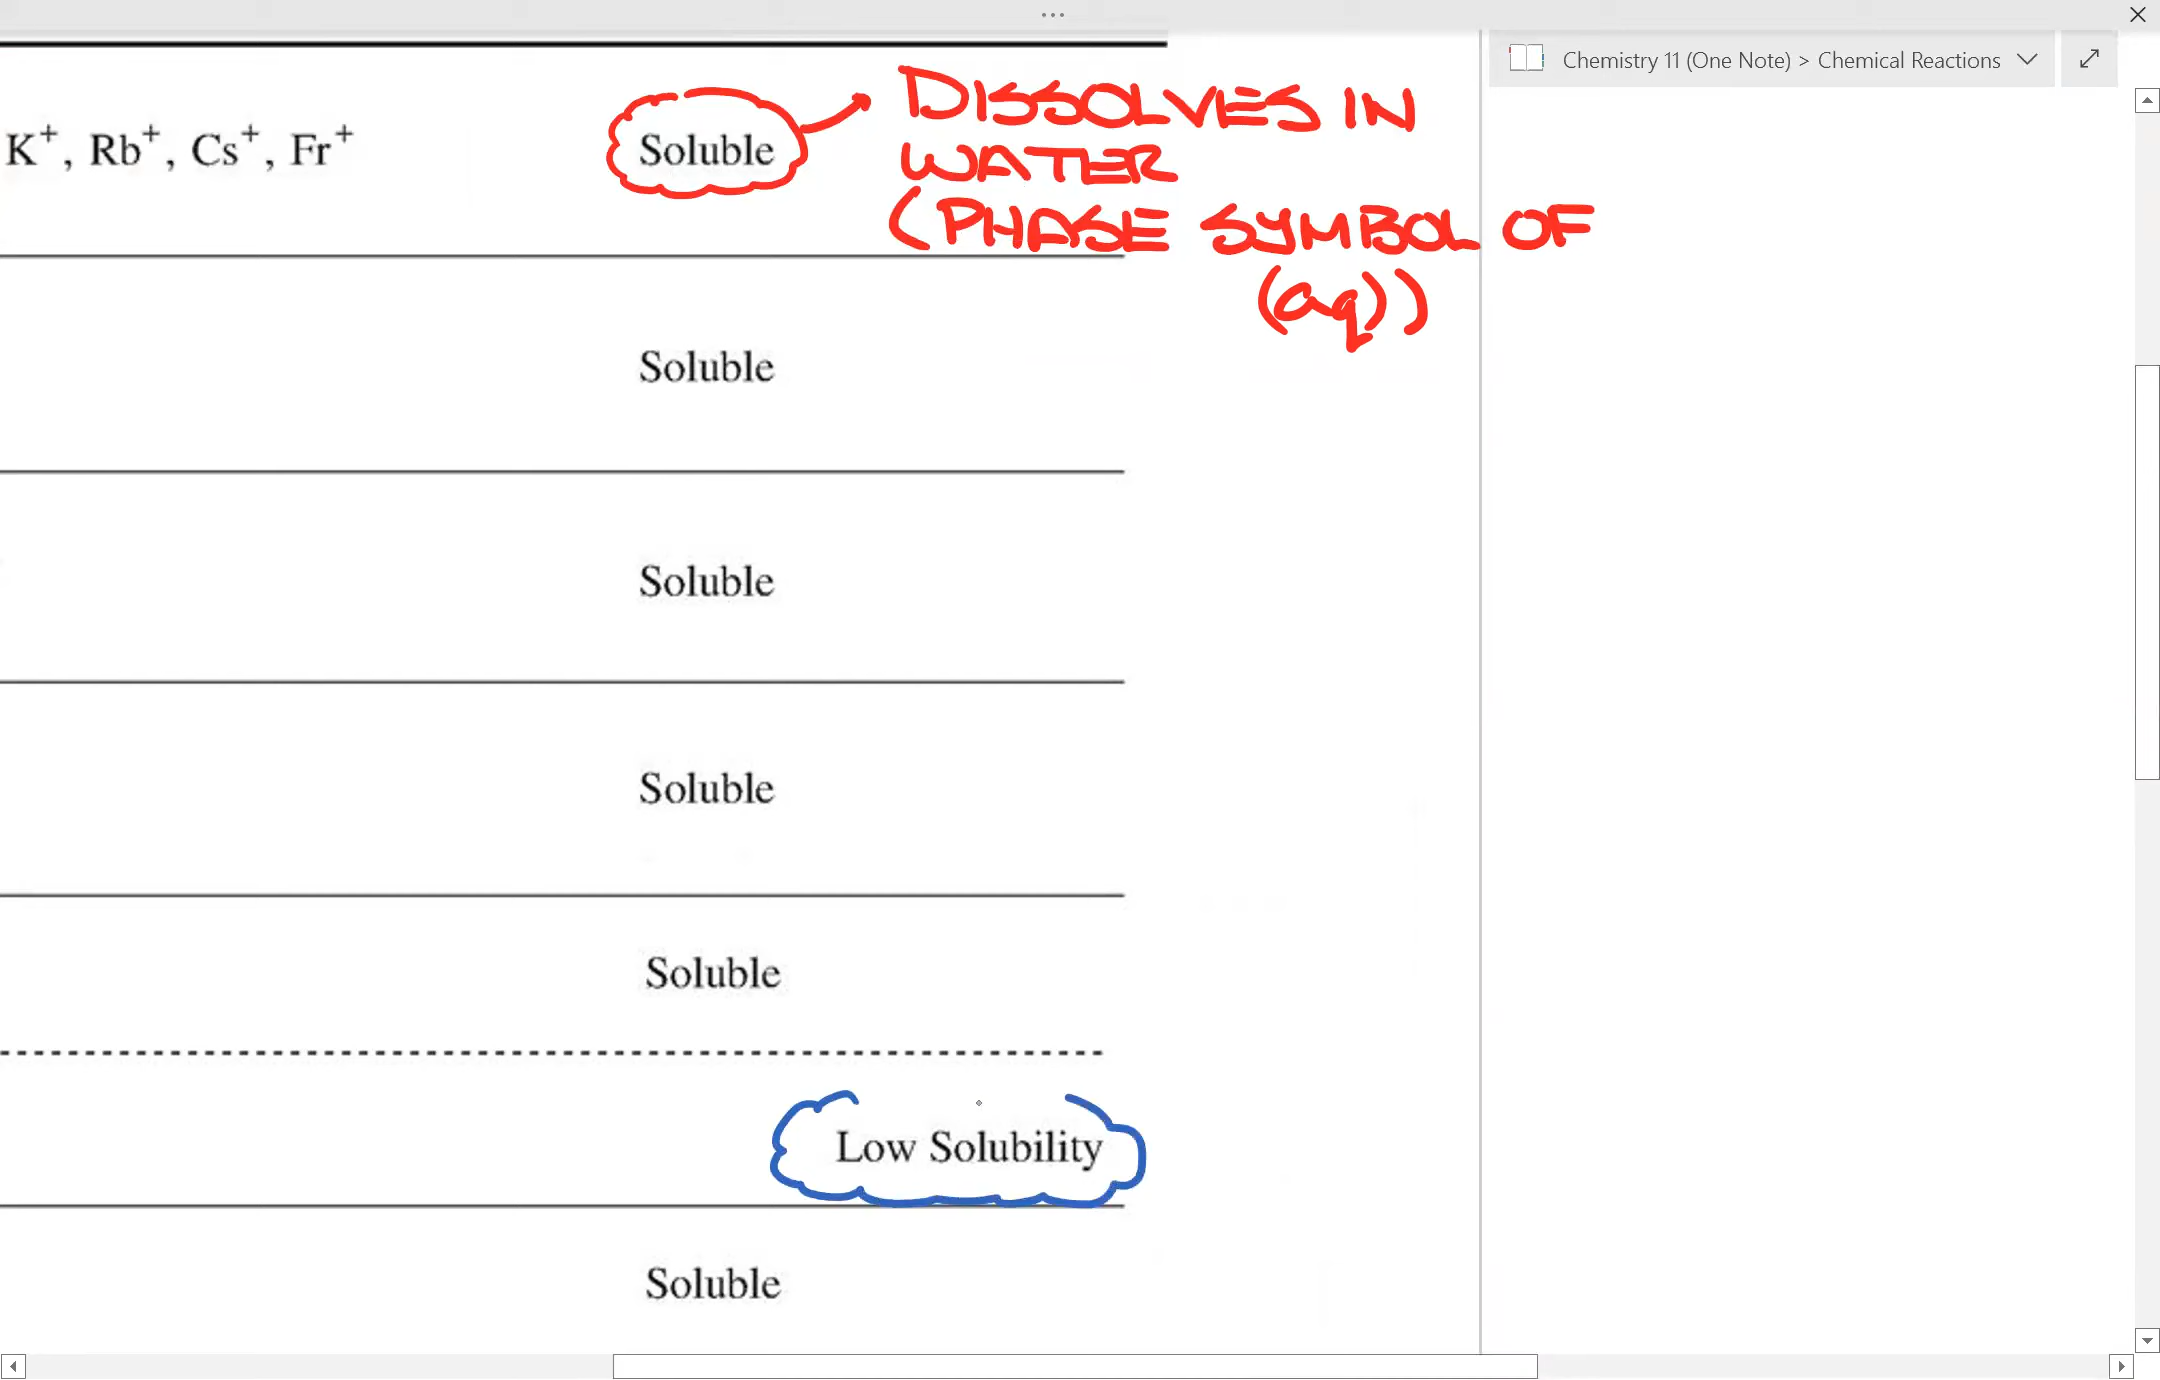 Chemistry 11 (One Note) > Chemical Reactions
K⁺, Rb⁺, Cs⁺, Fr⁺ Soluble
DISSOLVES IN
WATER
(PHASE SYMBOL OF
(aq))
Soluble
Soluble
Soluble
Soluble
Low Solubility
Soluble